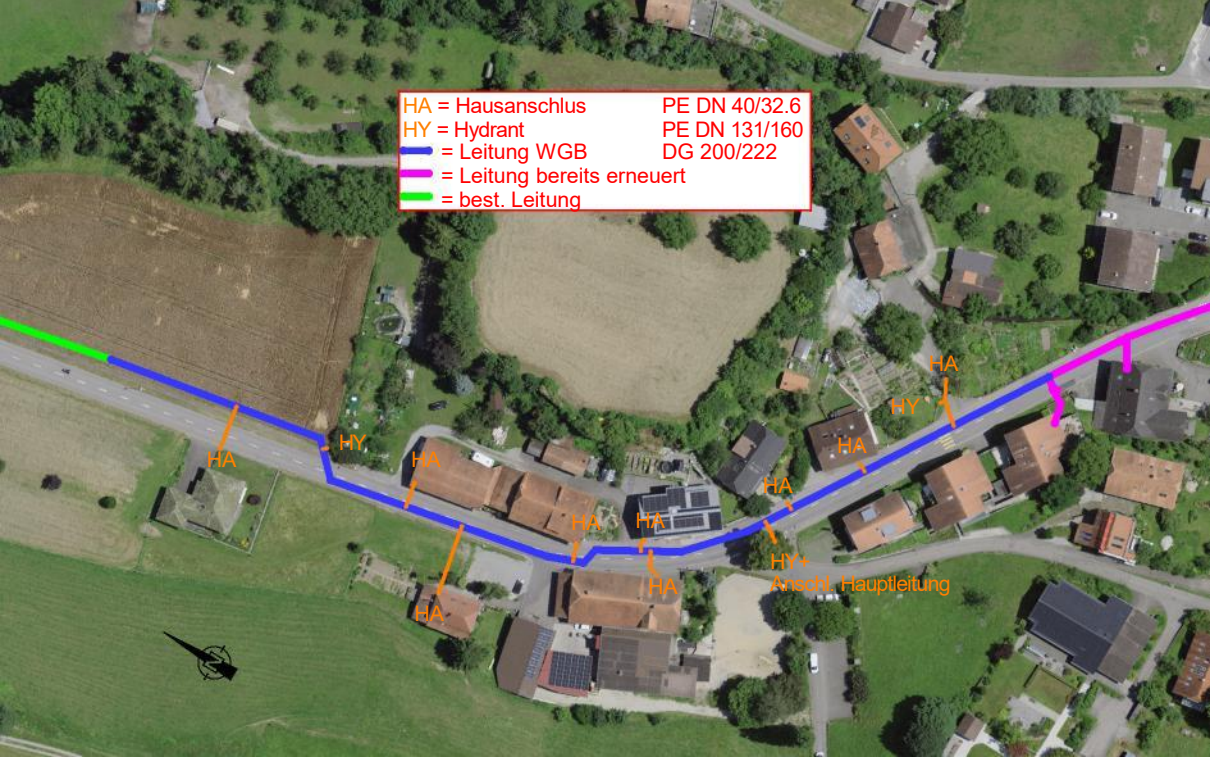 HA = Hausanschlus PE DN 40/32.6
HY = Hydrant PE DN 131/160
= Leitung WGB DG 200/222
= Leitung bereits erneuert
= best. Leitung
HA
HY
HA
HY
HA
HA
HA
HA
HA
HA
HA
HY+
Anschl. Hauptleitung
HA